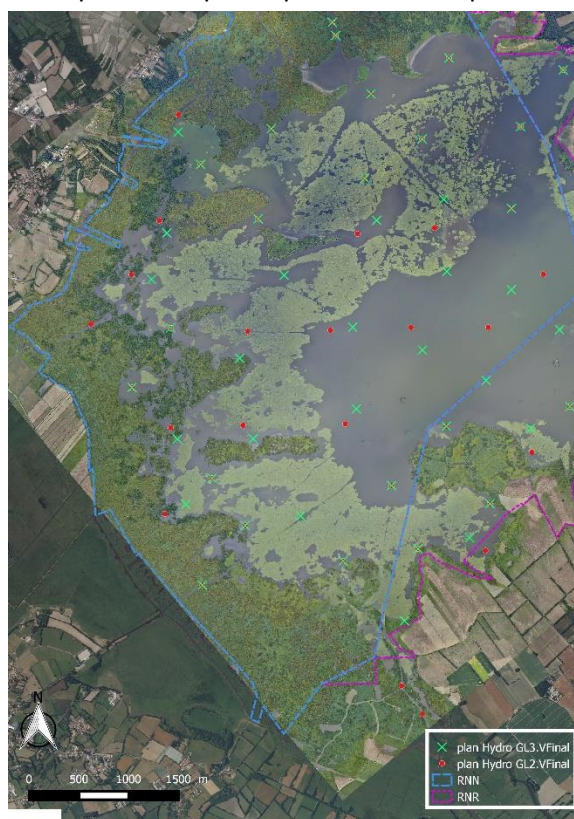 N
0 500 1000 1500 m
plan Hydro GL3.VFinal
plan Hydro GL2.VFinal
RNN
RNR